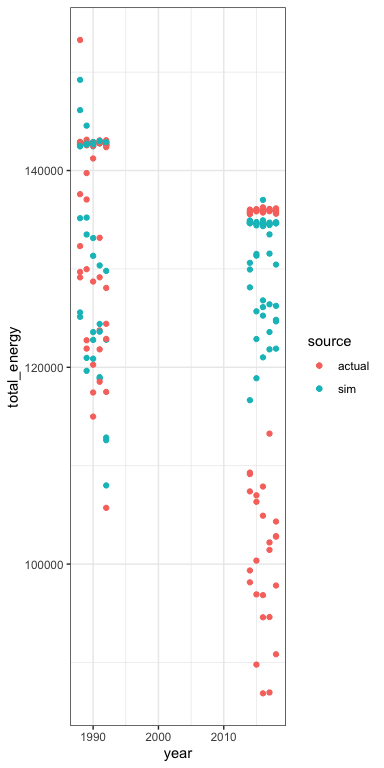 140000
120000
100000
total_energy
1990
2000
2010
year
source
actual
sim